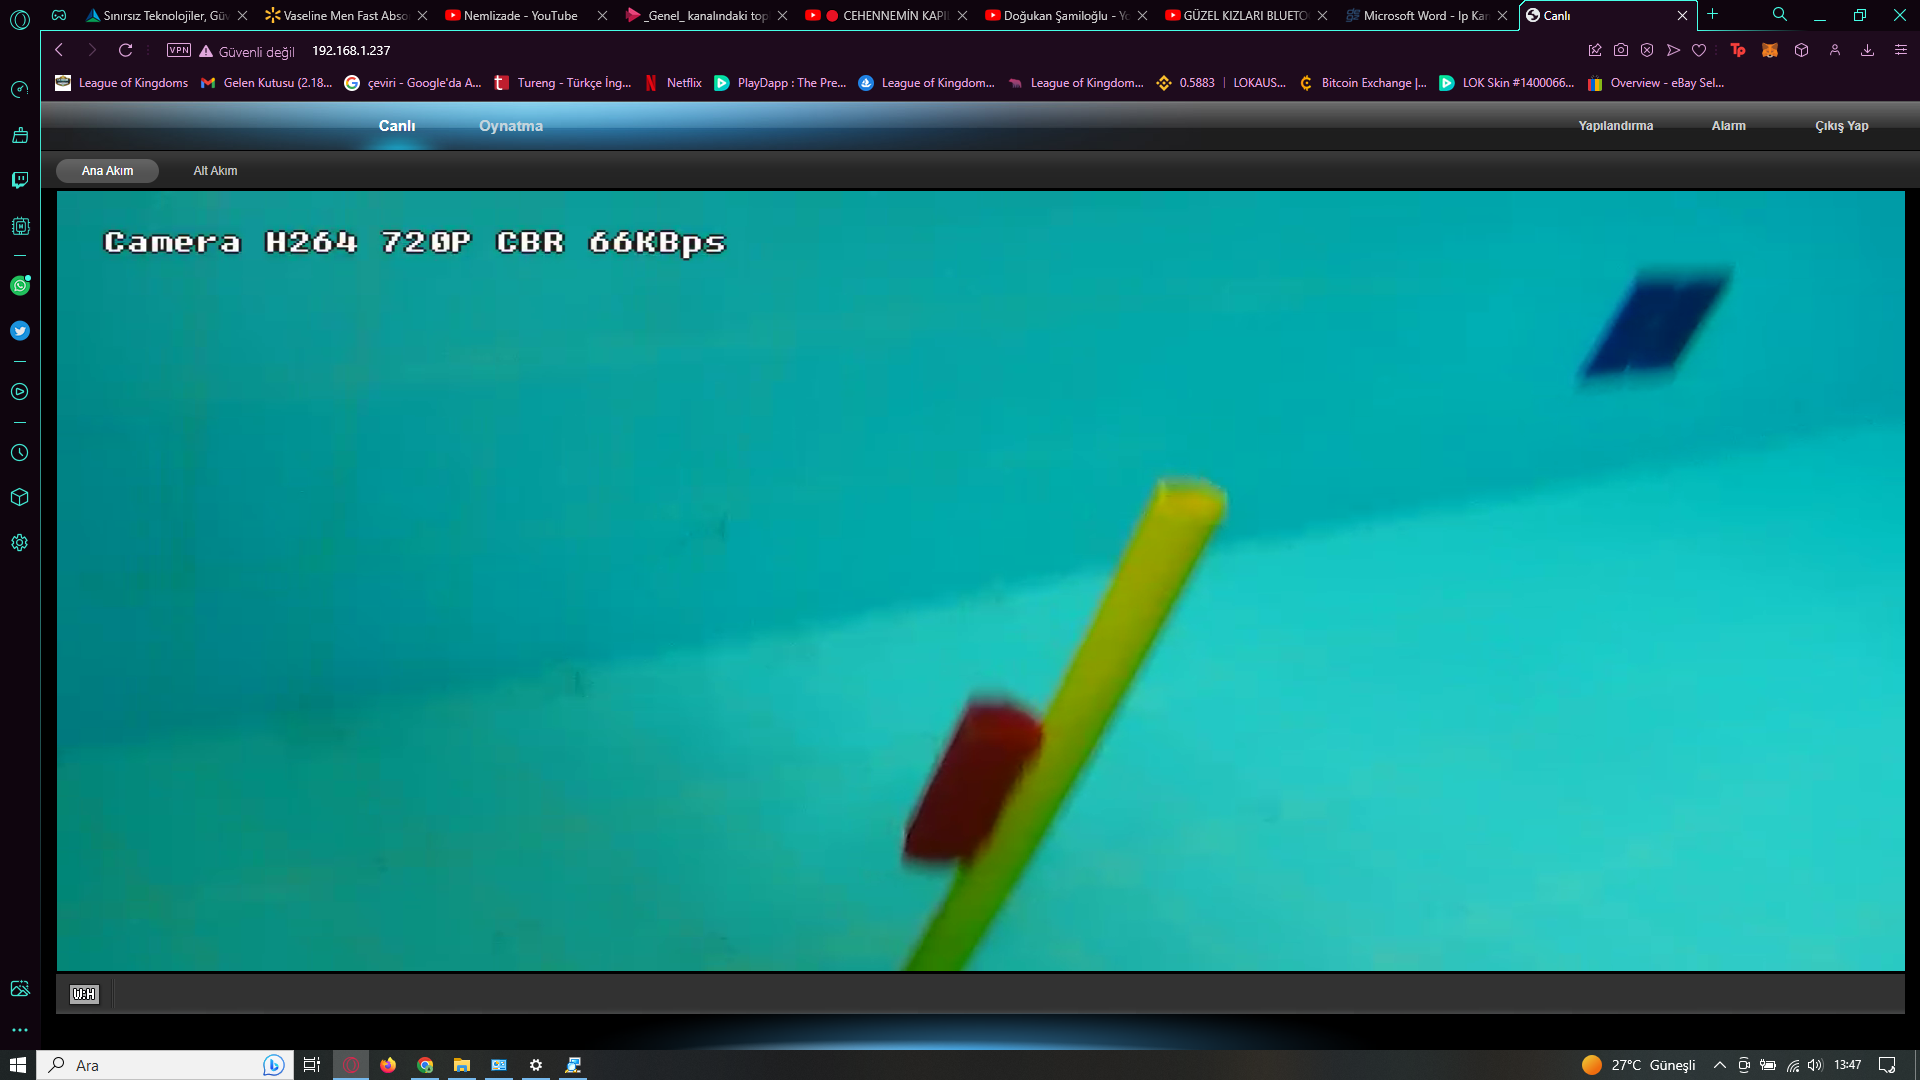 Sınırsız Teknolojiler, Güv
Vaseline Men Fast Abso
Nemlizade - YouTube
_Genel_ kanalındaki top
CEHENNEMİN KAPI
Doğukan Şamiloğlu - Yo
GÜZEL KIZLARI BLUETO
Microsoft Word - Ip Kam
Canlı
VPN
Güvenli değil
192.168.1.237
League of Kingdoms
Gelen Kutusu (2.18...
çeviri - Google'da A...
Tureng - Türkçe İng...
Netflix
PlayDapp : The Pre...
League of Kingdom...
League of Kingdom...
0.5883 | LOKAUS...
Bitcoin Exchange |...
LOK Skin #1400066...
Overview - eBay Sel...
Canlı
Oynatma
Yapılandırma
Alarm
Çıkış Yap
Ana Akım
Alt Akım
Camera H264 720P CBR 66KBps
W:H
Ara
27°C Güneşli
13:47